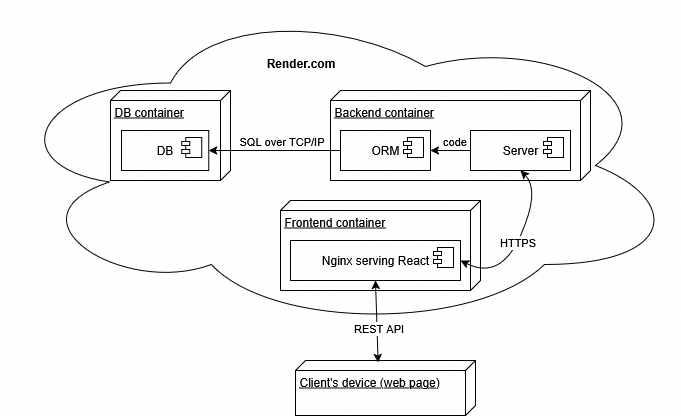 Render.com
DB container
Backend container
DB
SQL over TCP/IP
ORM
code
Server
Frontend container
HTTPS
Nginx serving React
REST API
Client's device (web page)